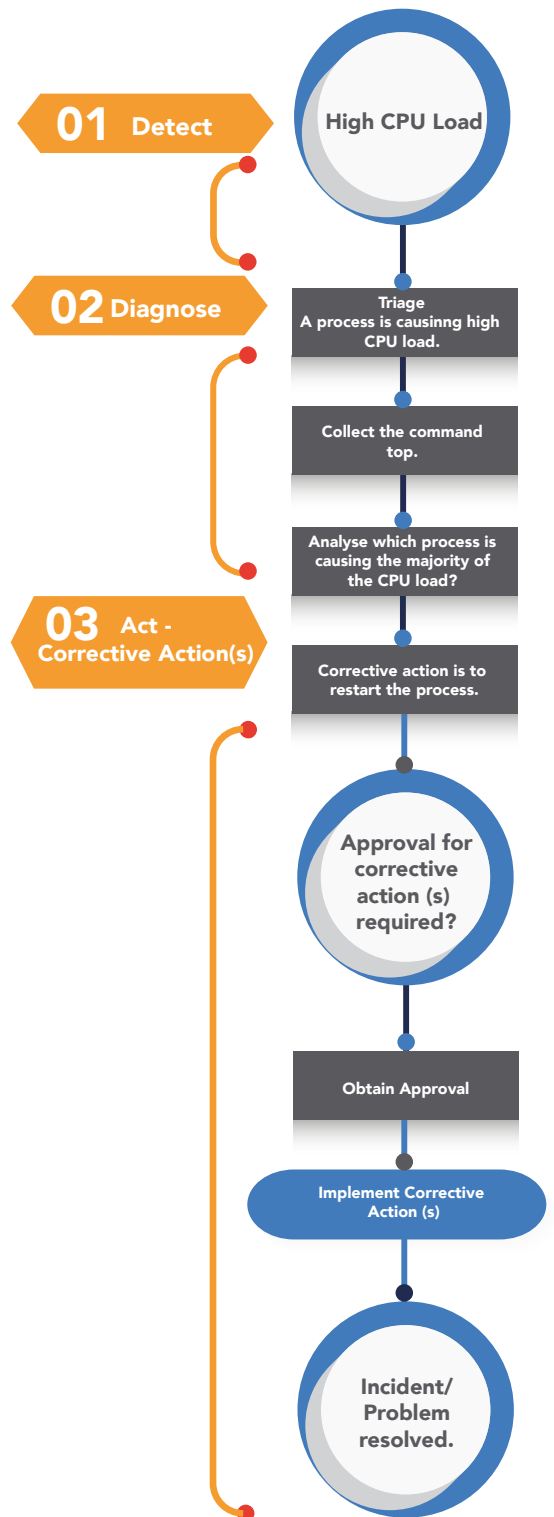 01 Detect
High CPU Load
02 Diagnose
Triage
A process is causinng high
CPU load.
Collect the command
top.
Analyse which process is
causing the majority of
the CPU load?
03 Act -
Corrective Action(s)
Corrective action is to
restart the process.
Approval for
corrective
action (s)
required?
Obtain Approval
Implement Corrective
Action (s)
Incident/
Problem
resolved.